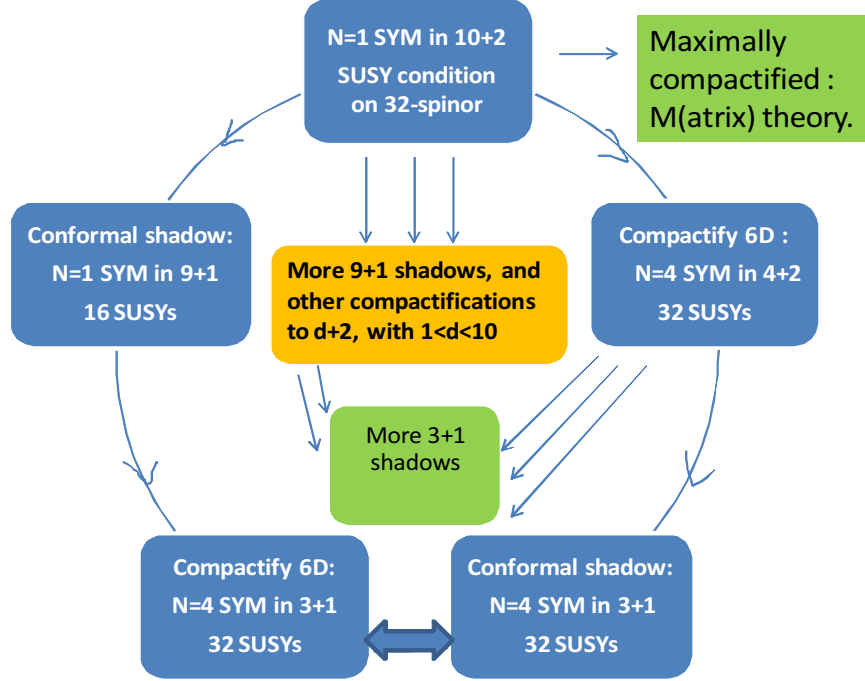 N=1 SYM in 10+2
SUSY condition
on 32-spinor
Maximally
compactified :
M(atrix) theory.
Conformal shadow:
N=1 SYM in 9+1
16 SUSYs
More 9+1 shadows, and
other compactifications
to d+2, with 1<d<10
Compactify 6D :
N=4 SYM in 4+2
32 SUSYs
More 3+1
shadows
Compactify 6D:
N=4 SYM in 3+1
32 SUSYs
Conformal shadow:
N=4 SYM in 3+1
32 SUSYs